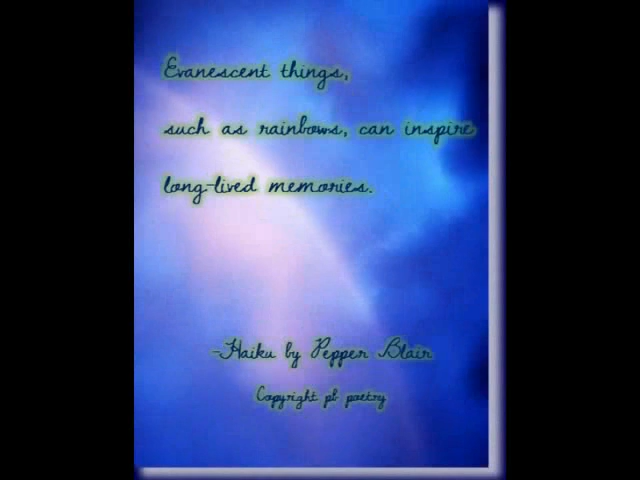 Evanescent things,
such as rainbows, can inspire
long-lived memories.
-Haiku by Pepper Blair
Copyright pb poetry